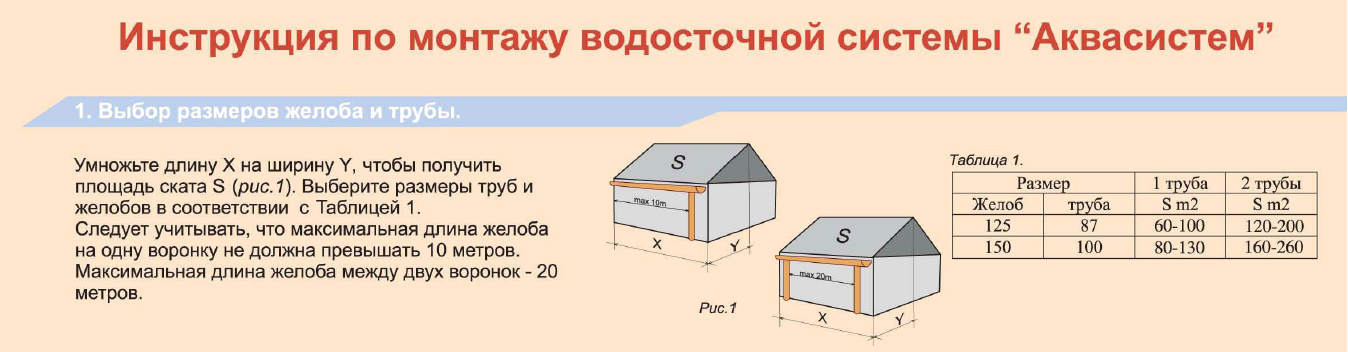 Инструкция по монтажу водосточной системы “Аквасистем”
1. Выбор размеров желоба и трубы.
Умножьте длину X на ширину Y, чтобы получить
площадь ската S (рис.1). Выберите размеры труб и
желобов в соответствии с Таблицей 1.
Следует учитывать, что максимальная длина желоба
на одну воронку не должна превышать 10 метров.
Максимальная длина желоба между двух воронок - 20
метров.
S
max 10m
X
Y
S
max 20m
X
Y
Рис.1
Таблица 1.
Размер 1 труба 2 трубы
Желоб труба S m2 S m2
125 87 60-100 120-200
150 100 80-130 160-260